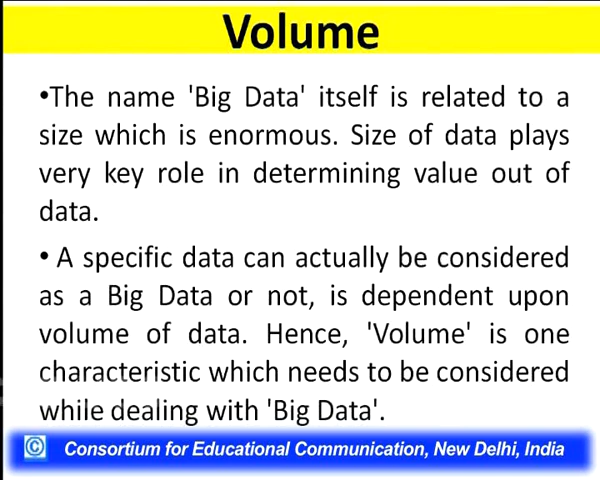 Volume
•The name 'Big Data' itself is related to a
size which is enormous. Size of data plays
very key role in determining value out of
data.
• A specific data can actually be considered
as a Big Data or not, is dependent upon
volume of data. Hence, 'Volume' is one
characteristic which needs to be considered
while dealing with 'Big Data'.
© Consortium for Educational Communication, New Delhi, India